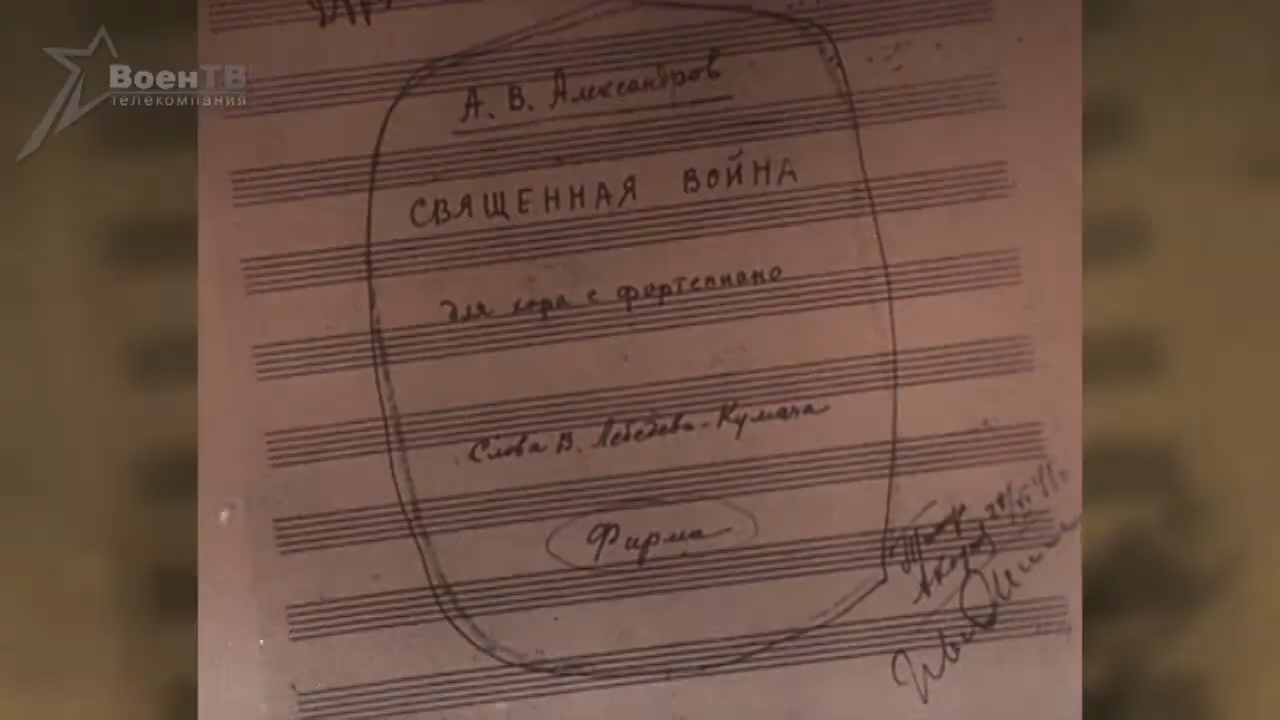 ВоенТВ
телекомпания
А. В. Александров
СВЯЩЕННАЯ ВОЙНА
для хора с фортепиано
Слова В. Лебедева-Кумача
Фирма